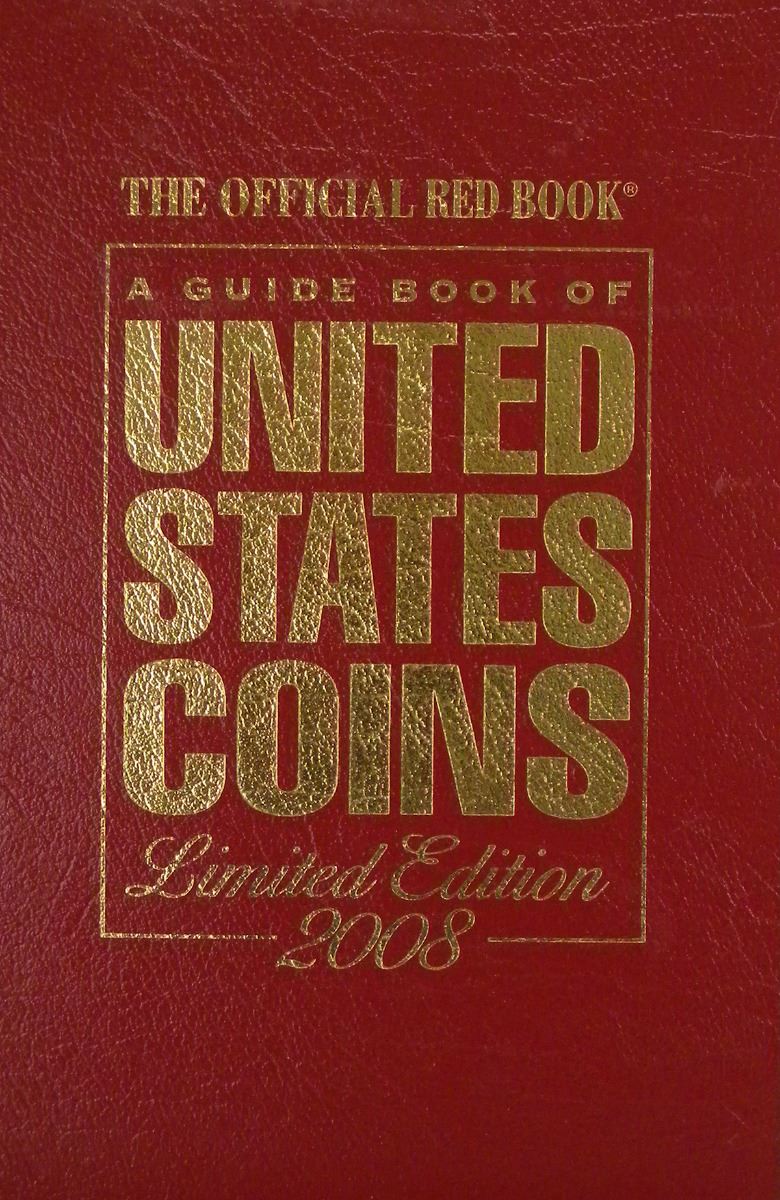 THE OFFICIAL RED BOOK®
A GUIDE BOOK OF
UNITED
STATES
COINS
Limited Edition
2008